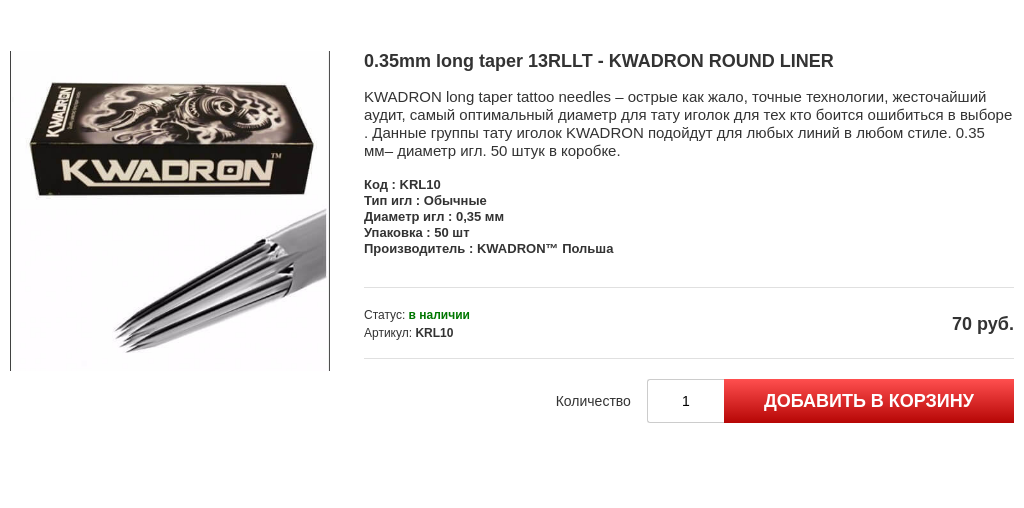 KWADRON
KWADRON™
0.35mm long taper 13RLLT - KWADRON ROUND LINER
KWADRON long taper tattoo needles – острые как жало, точные технологии, жесточайший
аудит, самый оптимальный диаметр для тату иголок для тех кто боится ошибиться в выборе
. Данные группы тату иголок KWADRON подойдут для любых линий в любом стиле. 0.35
мм– диаметр игл. 50 штук в коробке.
Код : KRL10
Тип игл : Обычные
Диаметр игл : 0,35 мм
Упаковка : 50 шт
Производитель : KWADRON™ Польша
Статус: в наличии
Артикул: KRL10
70 руб.
Количество
1
ДОБАВИТЬ В КОРЗИНУ